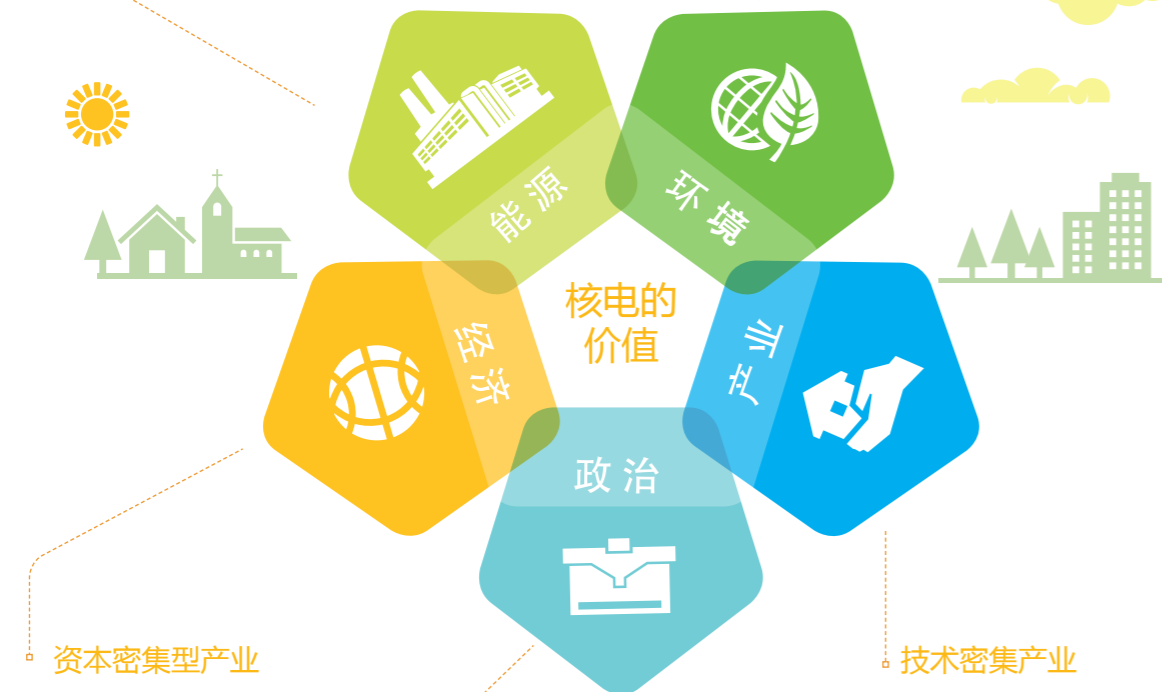 能源
环境
核电的
价值
经济
产业
政治
资本密集型产业
技术密集产业